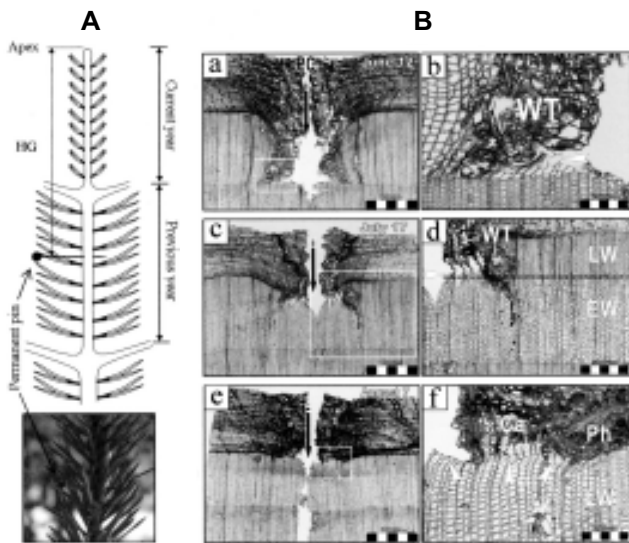 A
B
Apex
HG
Current year
Previous year
Permanent pin
a
b
WT
c
July 17
d
WT
LW
EW
e
f
Ca
Ph
LW